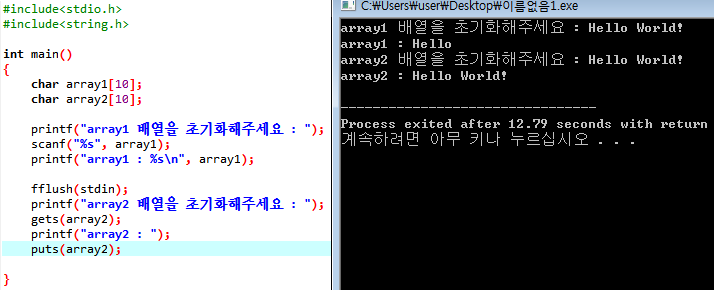 #include<stdio.h>
#include<string.h>
int main()
{
char array1[10];
char array2[10];
printf("array1 배열을 초기화해주세요 : ");
scanf("%s", array1);
printf("array1 : %s\n", array1);
fflush(stdin);
printf("array2 배열을 초기화해주세요 : ");
gets(array2);
printf("array2 : ");
puts(array2);
}
C:₩Users₩user₩Desktop₩이름없음1.exe
array1 배열을 초기화해주세요 : Hello World!
array1 : Hello
array2 배열을 초기화해주세요 : Hello World!
array2 : Hello World!
--------------------------------
Process exited after 12.79 seconds with return
계속하려면 아무 키나 누르십시오 . . .